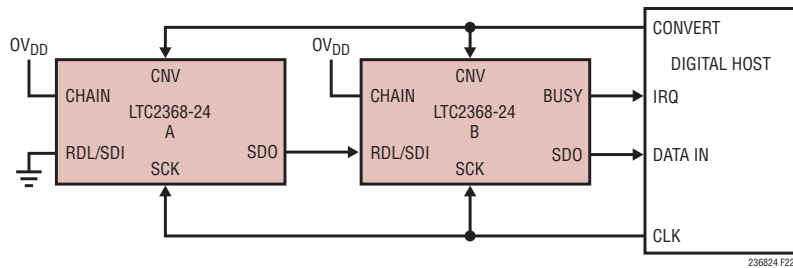 CONVERT
OVDD
OVDD
CNV
CNV
DIGITAL HOST
CHAIN
CHAIN
BUSY
IRQ
LTC2368-24
LTC2368-24
A
B
RDL/SDI
SDO
RDL/SDI
SDO
DATA IN
SCK
SCK
CLK
236824 F22